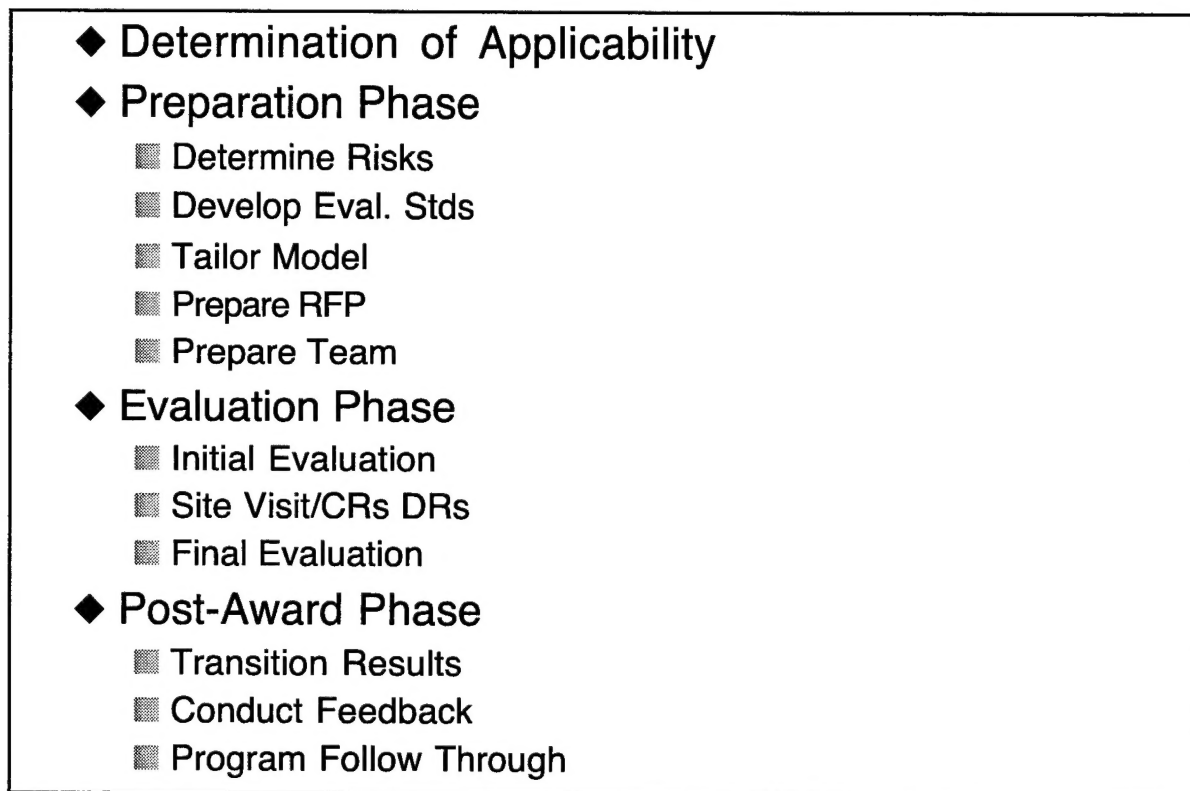 ◆ Determination of Applicability
◆ Preparation Phase
Determine Risks
Develop Eval. Stds
Tailor Model
Prepare RFP
Prepare Team
◆ Evaluation Phase
Initial Evaluation
Site Visit/CRs DRs
Final Evaluation
◆ Post-Award Phase
Transition Results
Conduct Feedback
Program Follow Through